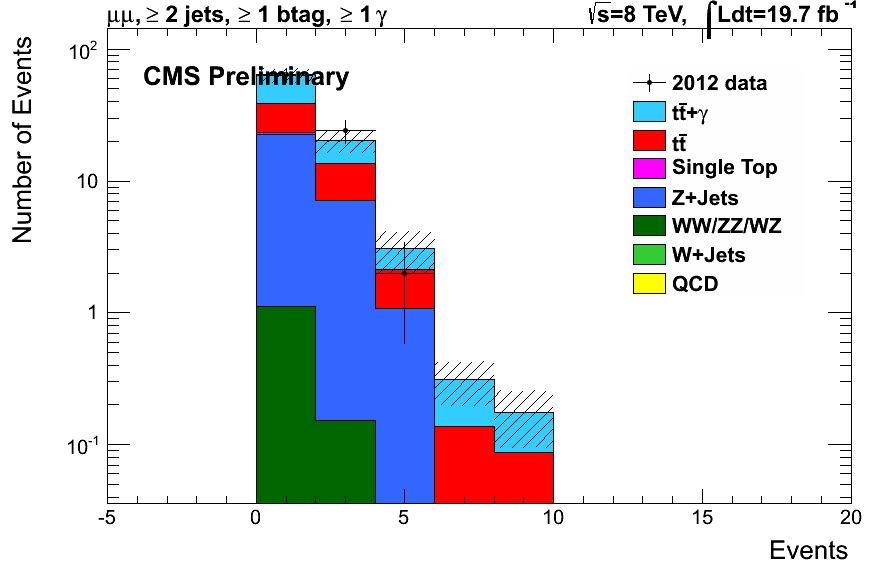 μμ, ≥ 2 jets, ≥ 1 btag, ≥ 1 γ
√s=8 TeV, ∫Ldt=19.7 fb⁻¹
CMS Preliminary
Number of Events
10²
10
1
10⁻¹
2012 data
tt̄+γ
tt̄
Single Top
Z+Jets
WW/ZZ/WZ
W+Jets
QCD
-5 0 5 10 15 20
Events